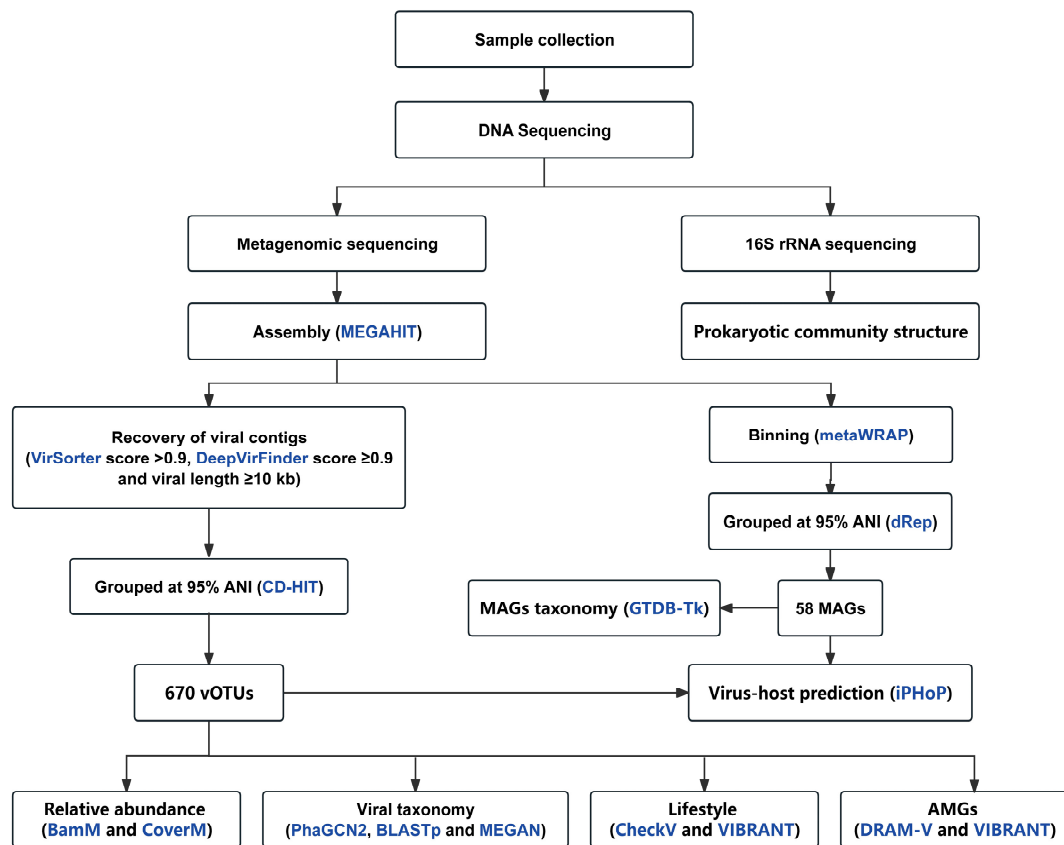 Sample collection
DNA Sequencing
Metagenomic sequencing
16S rRNA sequencing
Assembly (MEGAHIT)
Prokaryotic community structure
Recovery of viral contigs
(VirSorter score >0.9, DeepVirFinder score ≥0.9
and viral length ≥10 kb)
Binning (metaWRAP)
Grouped at 95% ANI (dRep)
Grouped at 95% ANI (CD-HIT)
MAGs taxonomy (GTDB-Tk)
58 MAGs
670 vOTUs
Virus-host prediction (iPHoP)
Relative abundance
(BamM and CoverM)
Viral taxonomy
(PhaGCN2, BLASTp and MEGAN)
Lifestyle
(CheckV and VIBRANT)
AMGs
(DRAM-V and VIBRANT)